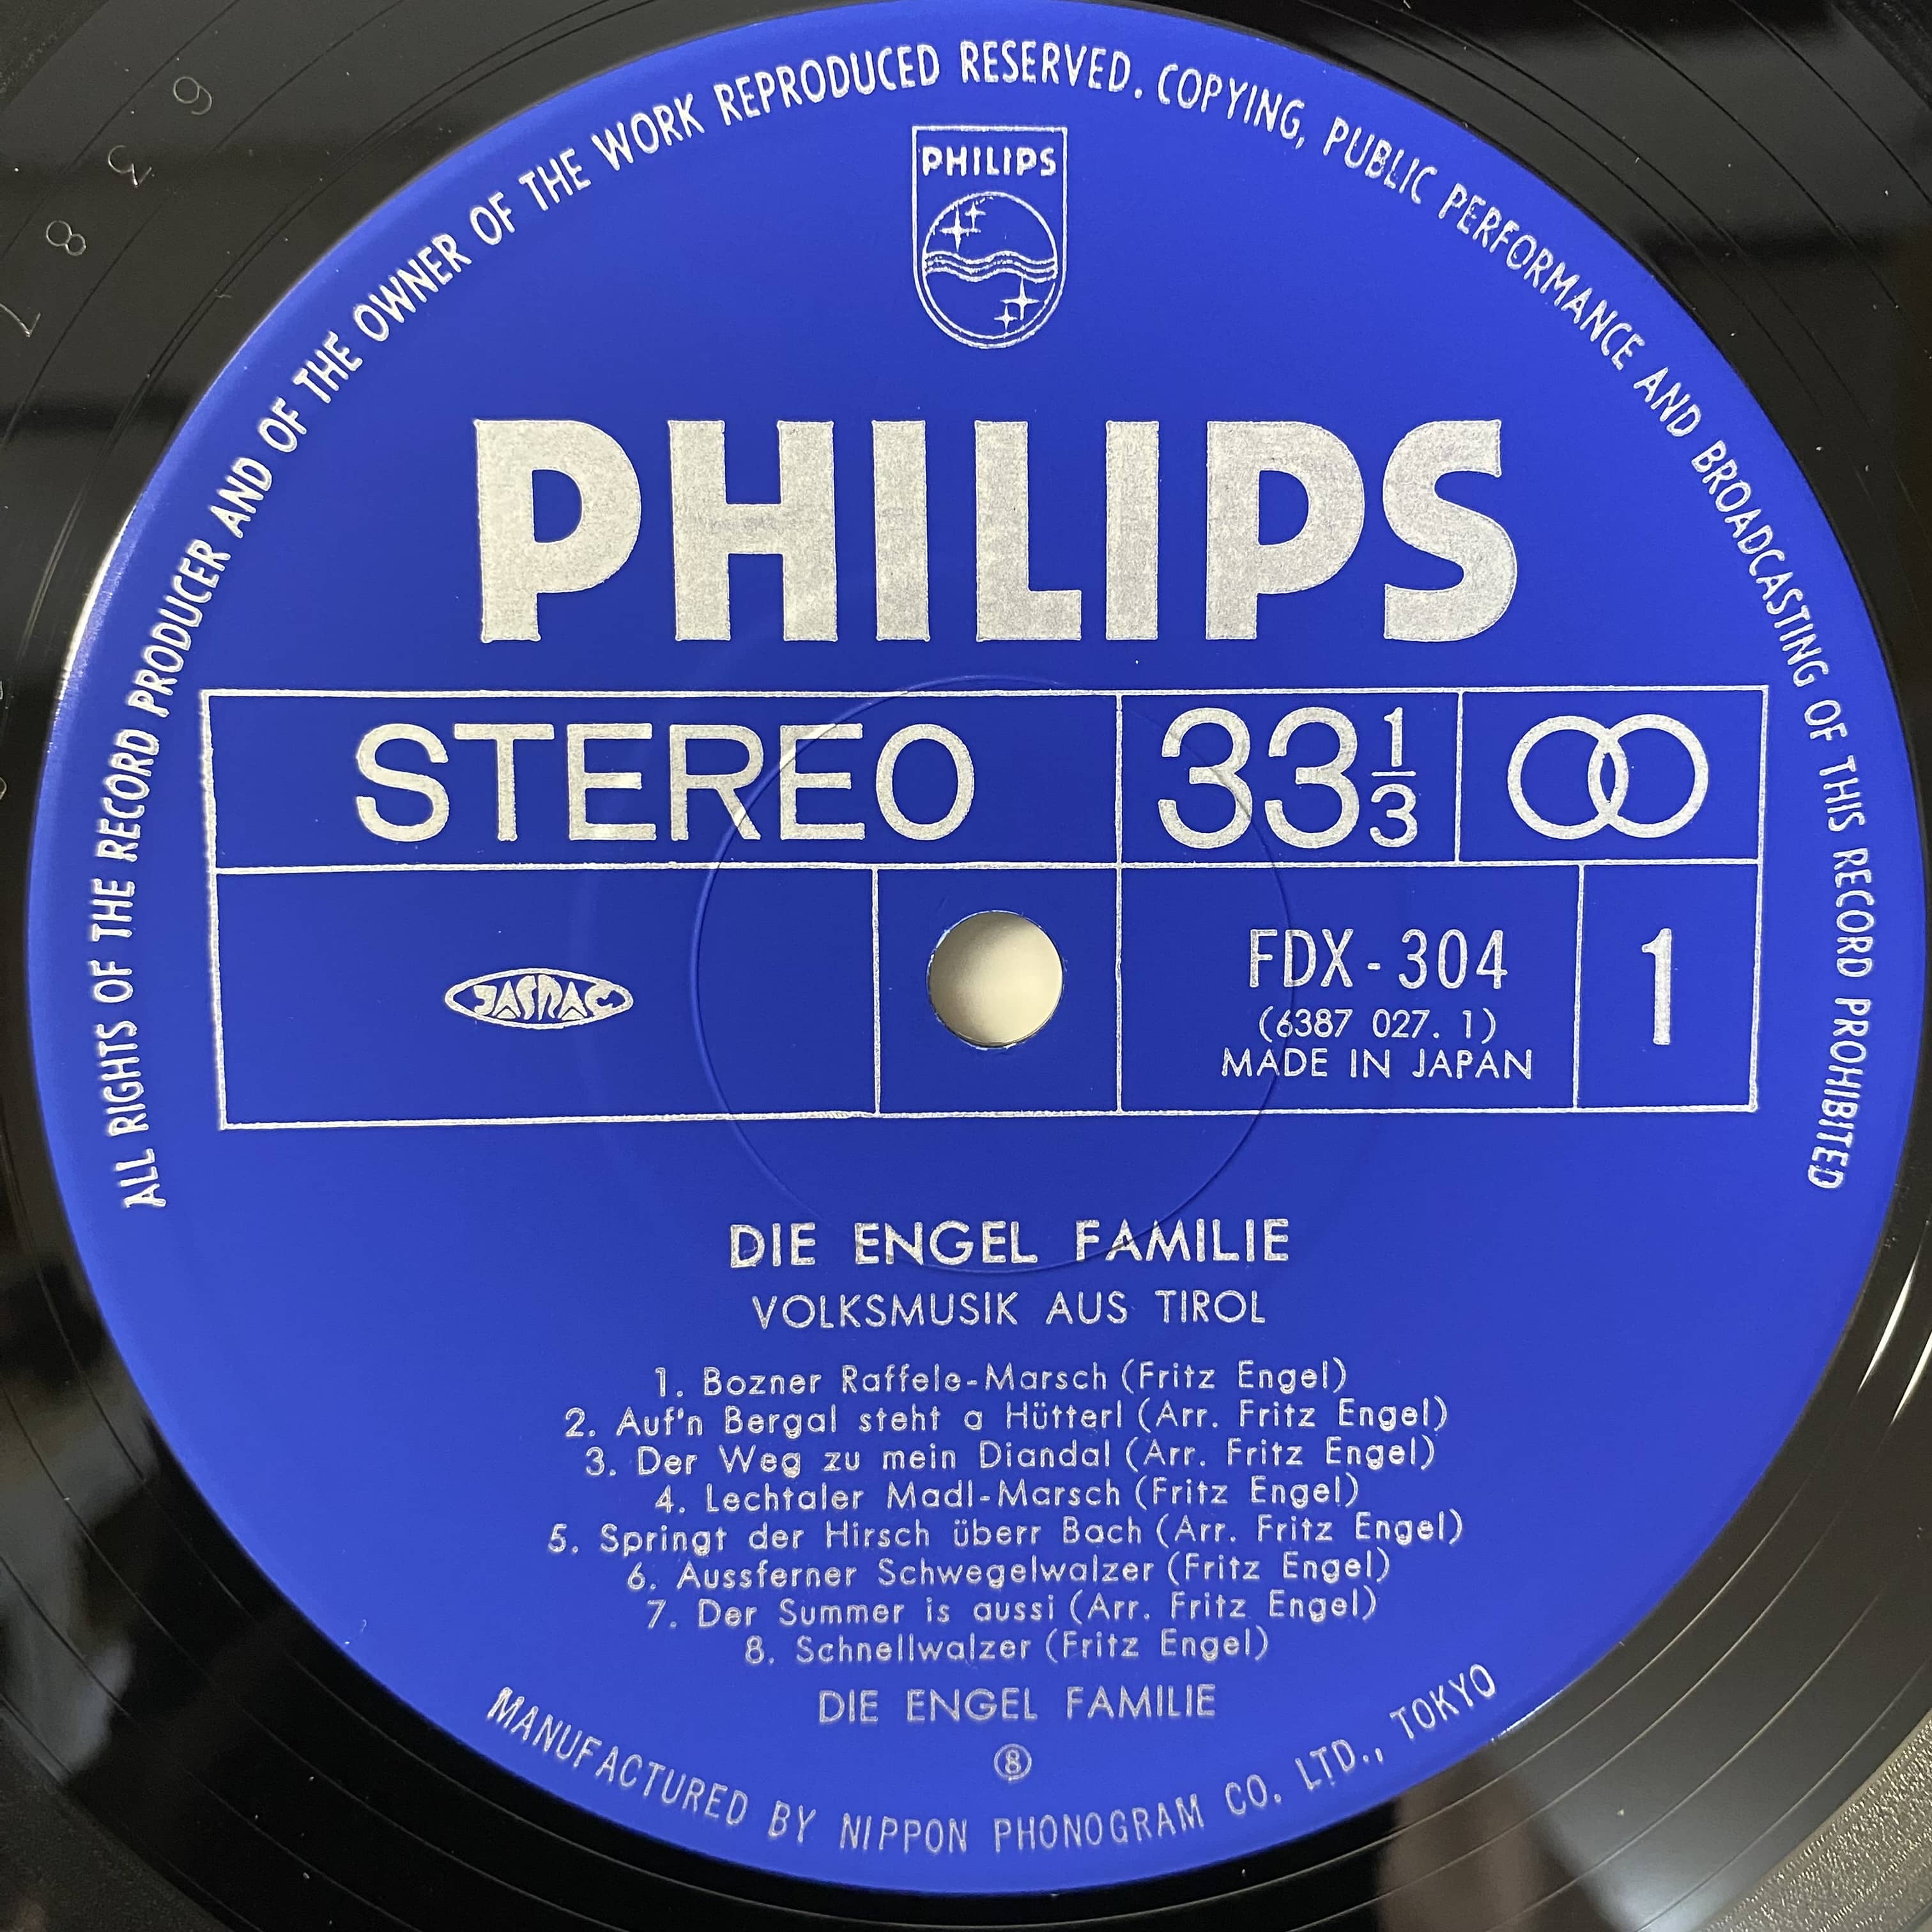 ALL RIGHTS OF THE RECORD PRODUCER AND OF THE OWNER OF THE WORK REPRODUCED RESERVED. COPYING, PUBLIC PERFORMANCE AND BROADCASTING OF THIS RECORD PROHIBITED
PHILIPS
PHILIPS
STEREO
33 1/3
JASRAC
FDX-304
(6387 027. 1)
MADE IN JAPAN
1
DIE ENGEL FAMILIE
VOLKSMUSIK AUS TIROL
1. Bozner Raffele-Marsch (Fritz Engel)
2. Auf'n Bergal steht a Hütterl (Arr. Fritz Engel)
3. Der Weg zu mein Diandal (Arr. Fritz Engel)
4. Lechtaler Madl-Marsch (Fritz Engel)
5. Springt der Hirsch überr Bach (Arr. Fritz Engel)
6. Aussferner Schwegelwalzer (Fritz Engel)
7. Der Summer is aussi (Arr. Fritz Engel)
8. Schnellwalzer (Fritz Engel)
DIE ENGEL FAMILIE
⑧
MANUFACTURED BY NIPPON PHONOGRAM CO. LTD., TOKYO